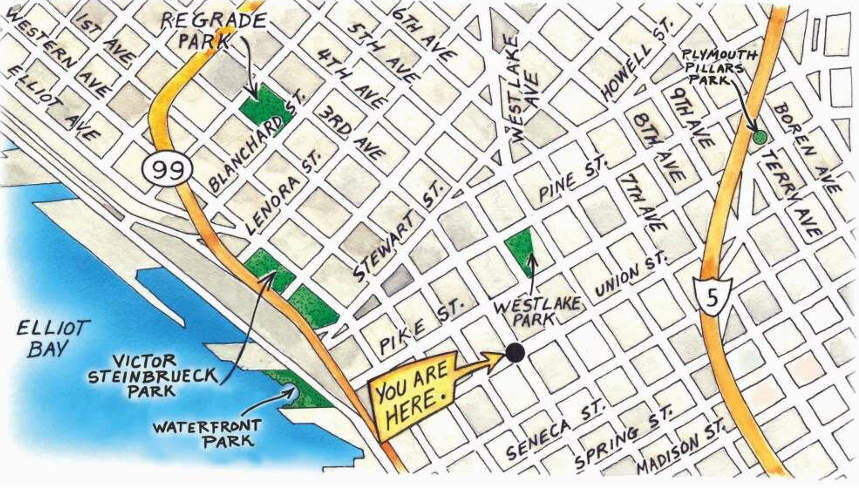 WESTERN AVE
1ST AVE
ELLIOT AVE
REGRADE
PARK
6TH AVE
5TH AVE
4TH AVE
3RD AVE
WESTLAKE
AVE
HOWELL ST.
PLYMOUTH
PILLARS
PARK
9TH AVE
8TH AVE
7TH AVE
BOREN AVE
TERRY AVE
99
BLANCHARD ST.
LENORA ST.
STEWART ST.
PINE ST.
UNION ST.
WESTLAKE
PARK
5
PIKE ST.
ELLIOT
BAY
VICTOR
STEINBRUECK
PARK
WATERFRONT
PARK
YOU ARE
HERE.
SENECA ST.
SPRING ST.
MADISON ST.